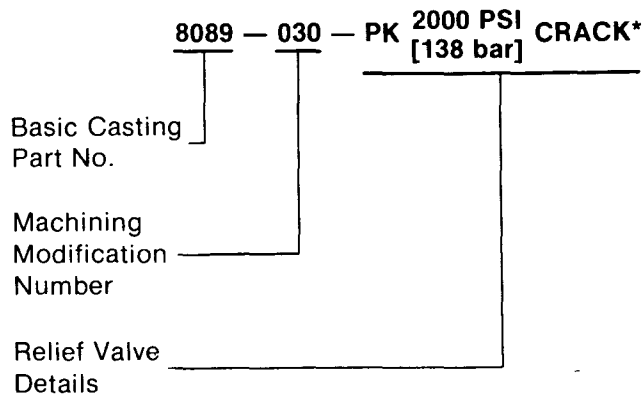 8089 — 030 — PK 2000 PSI [138 bar] CRACK*
Basic Casting
Part No.
Machining
Modification
Number
Relief Valve
Details